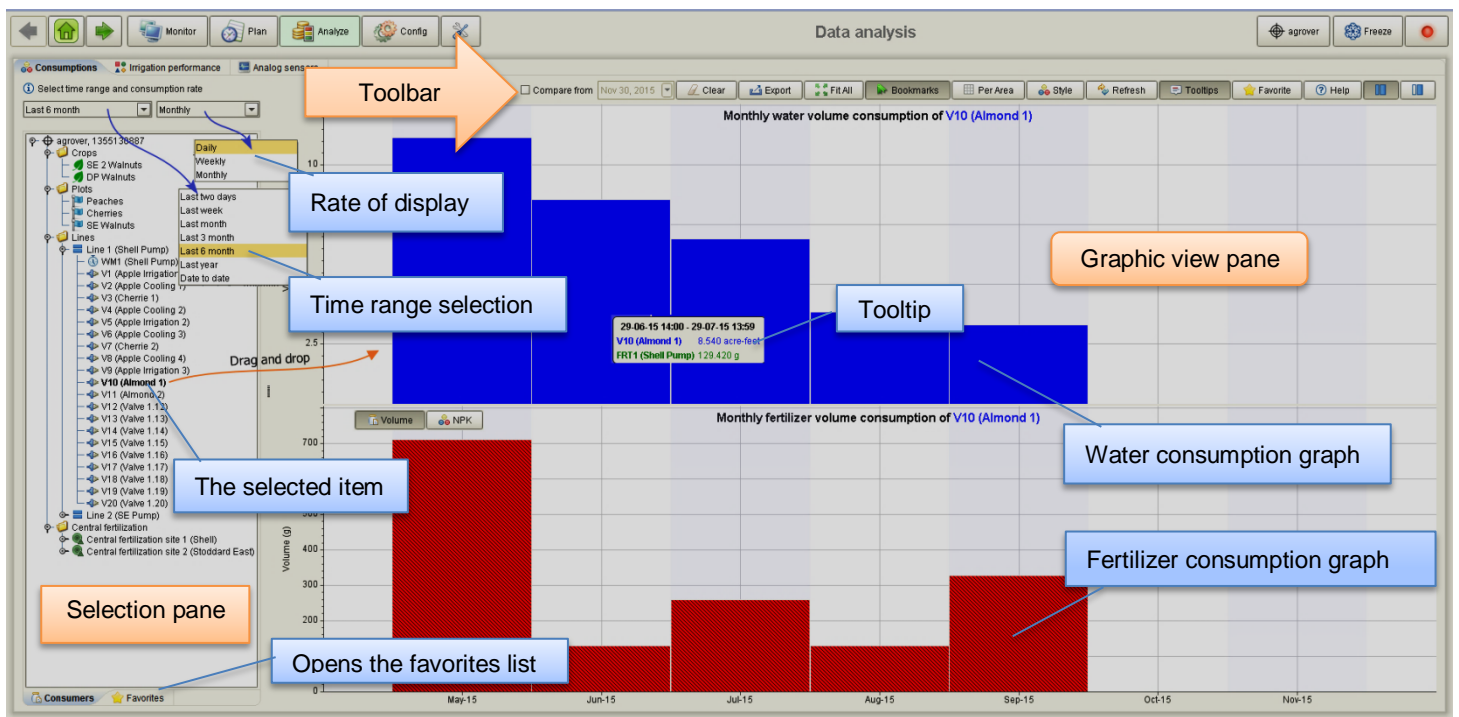 Monitor
Plan
Analyze
Config
Data analysis
agrover
Freeze
Consumptions
Irrigation performance
Analog sensors
Select time range and consumption rate
Last 6 month
Monthly
Toolbar
Compare from
Nov 30, 2015
Clear
Export
Fit All
Bookmarks
Per Area
Style
Refresh
Tooltips
Favorite
Help
Monthly water volume consumption of V10 (Almond 1)
agrover, 1355138887
Crops
SE 2 Walnuts
DP Walnuts
Plots
Peaches
Cherries
SE Walnuts
Lines
Line 1 (Shell Pump)
WM1 (Shell Pump)
V1 (Apple Irrigation
V2 (Apple Cooling 1)
V3 (Cherrie 1)
V4 (Apple Cooling 2)
V5 (Apple Irrigation 2)
V6 (Apple Cooling 3)
V7 (Cherrie 2)
V8 (Apple Cooling 4)
V9 (Apple Irrigation 3)
V10 (Almond 1)
V11 (Almond 2)
V12 (Valve 1.12)
V13 (Valve 1.13)
V14 (Valve 1.14)
V15 (Valve 1.15)
V16 (Valve 1.16)
V17 (Valve 1.17)
V18 (Valve 1.18)
V19 (Valve 1.19)
V20 (Valve 1.20)
Line 2 (SE Pump)
Central fertilization
Central fertilization site 1 (Shell)
Central fertilization site 2 (Stoddard East)
Daily
Weekly
Monthly
Last two days
Last week
Last month
Last 3 month
Last 6 month
Last year
Date to date
Rate of display
Time range selection
Drag and drop
10
2.5
Graphic view pane
Tooltip
29-06-15 14:00 - 29-07-15 13:59
V10 (Almond 1) 8.540 acre-feet
FRT1 (Shell Pump) 129.420 g
Water consumption graph
Volume
NPK
Monthly fertilizer volume consumption of V10 (Almond 1)
700
The selected item
Volume (g)
400
300
200
0
Fertilizer consumption graph
Selection pane
Opens the favorites list
Consumers
Favorites
May-15
Jun-15
Jul-15
Aug-15
Sep-15
Oct-15
Nov-15